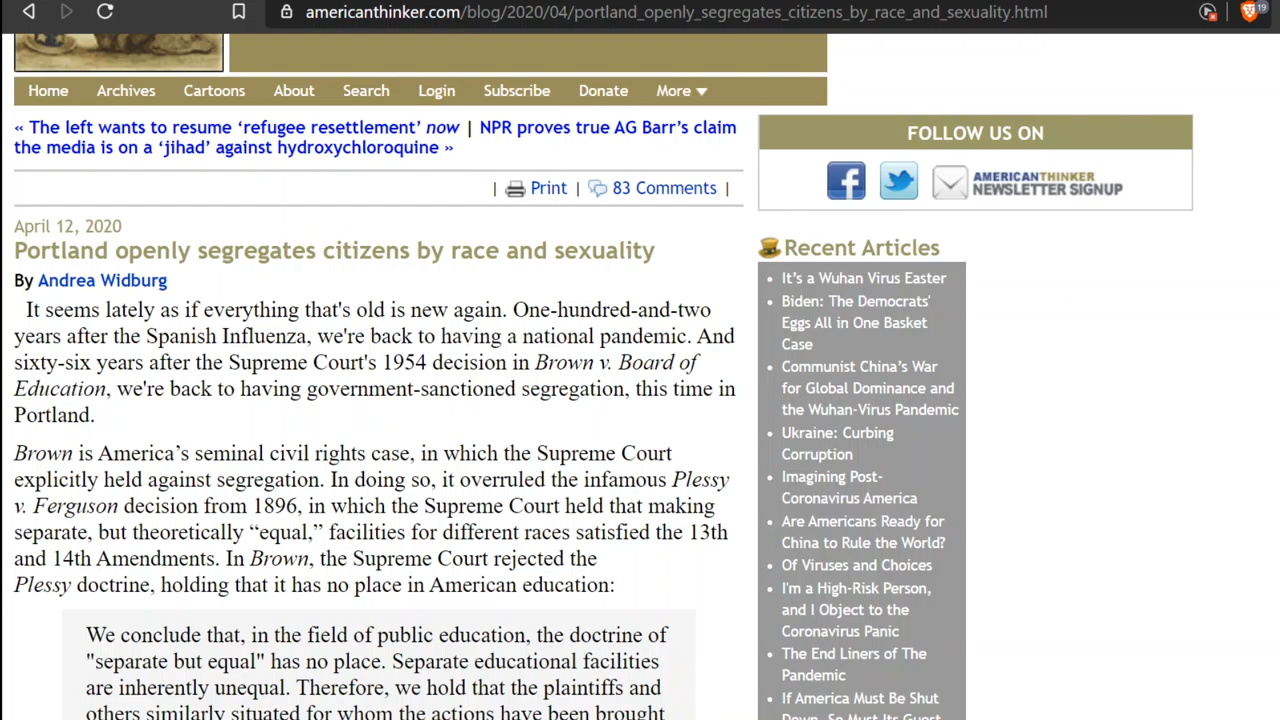 americanthinker.com/blog/2020/04/portland_openly_segregates_citizens_by_race_and_sexuality.html
19
Home Archives Cartoons About Search Login Subscribe Donate More
« The left wants to resume ‘refugee resettlement’ now | NPR proves true AG Barr’s claim
the media is on a ‘jihad’ against hydroxychloroquine »
| Print | 83 Comments |
April 12, 2020
Portland openly segregates citizens by race and sexuality
By Andrea Widburg
It seems lately as if everything that's old is new again. One-hundred-and-two
years after the Spanish Influenza, we're back to having a national pandemic. And
sixty-six years after the Supreme Court's 1954 decision in Brown v. Board of
Education, we're back to having government-sanctioned segregation, this time in
Portland.
Brown is America’s seminal civil rights case, in which the Supreme Court
explicitly held against segregation. In doing so, it overruled the infamous Plessy
v. Ferguson decision from 1896, in which the Supreme Court held that making
separate, but theoretically “equal,” facilities for different races satisfied the 13th
and 14th Amendments. In Brown, the Supreme Court rejected the
Plessy doctrine, holding that it has no place in American education:
We conclude that, in the field of public education, the doctrine of
"separate but equal" has no place. Separate educational facilities
are inherently unequal. Therefore, we hold that the plaintiffs and
others similarly situated for whom the actions have been brought
FOLLOW US ON
AMERICANTHINKER
NEWSLETTER SIGNUP
Recent Articles
It’s a Wuhan Virus Easter
Biden: The Democrats'
Eggs All in One Basket
Case
Communist China’s War
for Global Dominance and
the Wuhan-Virus Pandemic
Ukraine: Curbing
Corruption
Imagining Post-
Coronavirus America
Are Americans Ready for
China to Rule the World?
Of Viruses and Choices
I'm a High-Risk Person,
and I Object to the
Coronavirus Panic
The End Liners of The
Pandemic
If America Must Be Shut
Down, So Must Its Guest